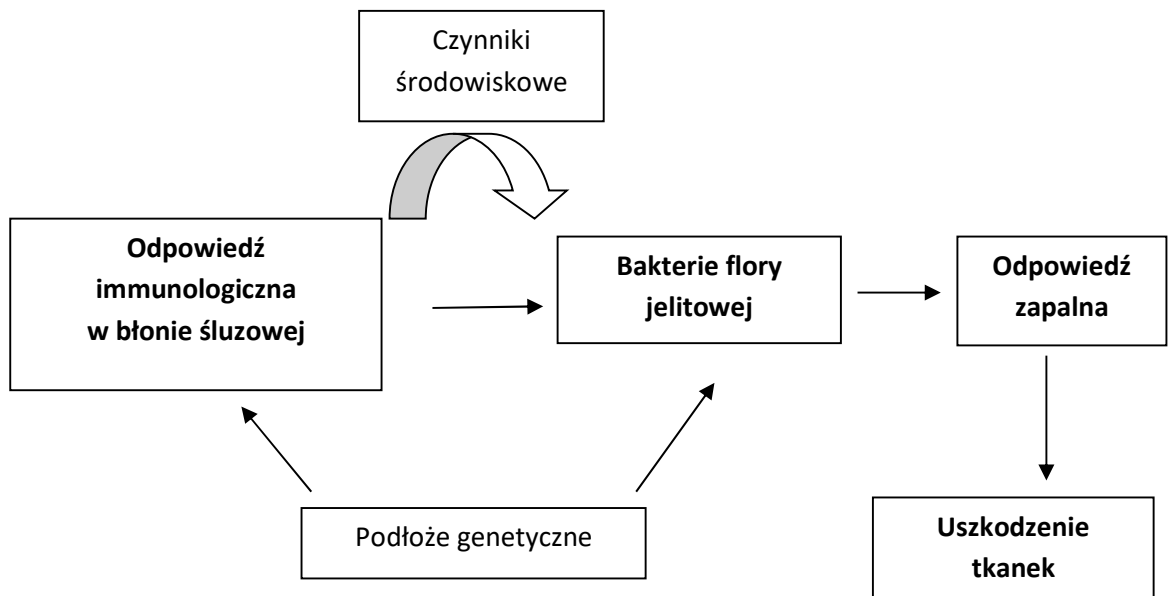 Czynniki
środowiskowe
Odpowiedź
immunologiczna
w błonie śluzowej
Bakterie flory
jelitowej
Odpowiedź
zapalna
Podłoże genetyczne
Uszkodzenie
tkanek